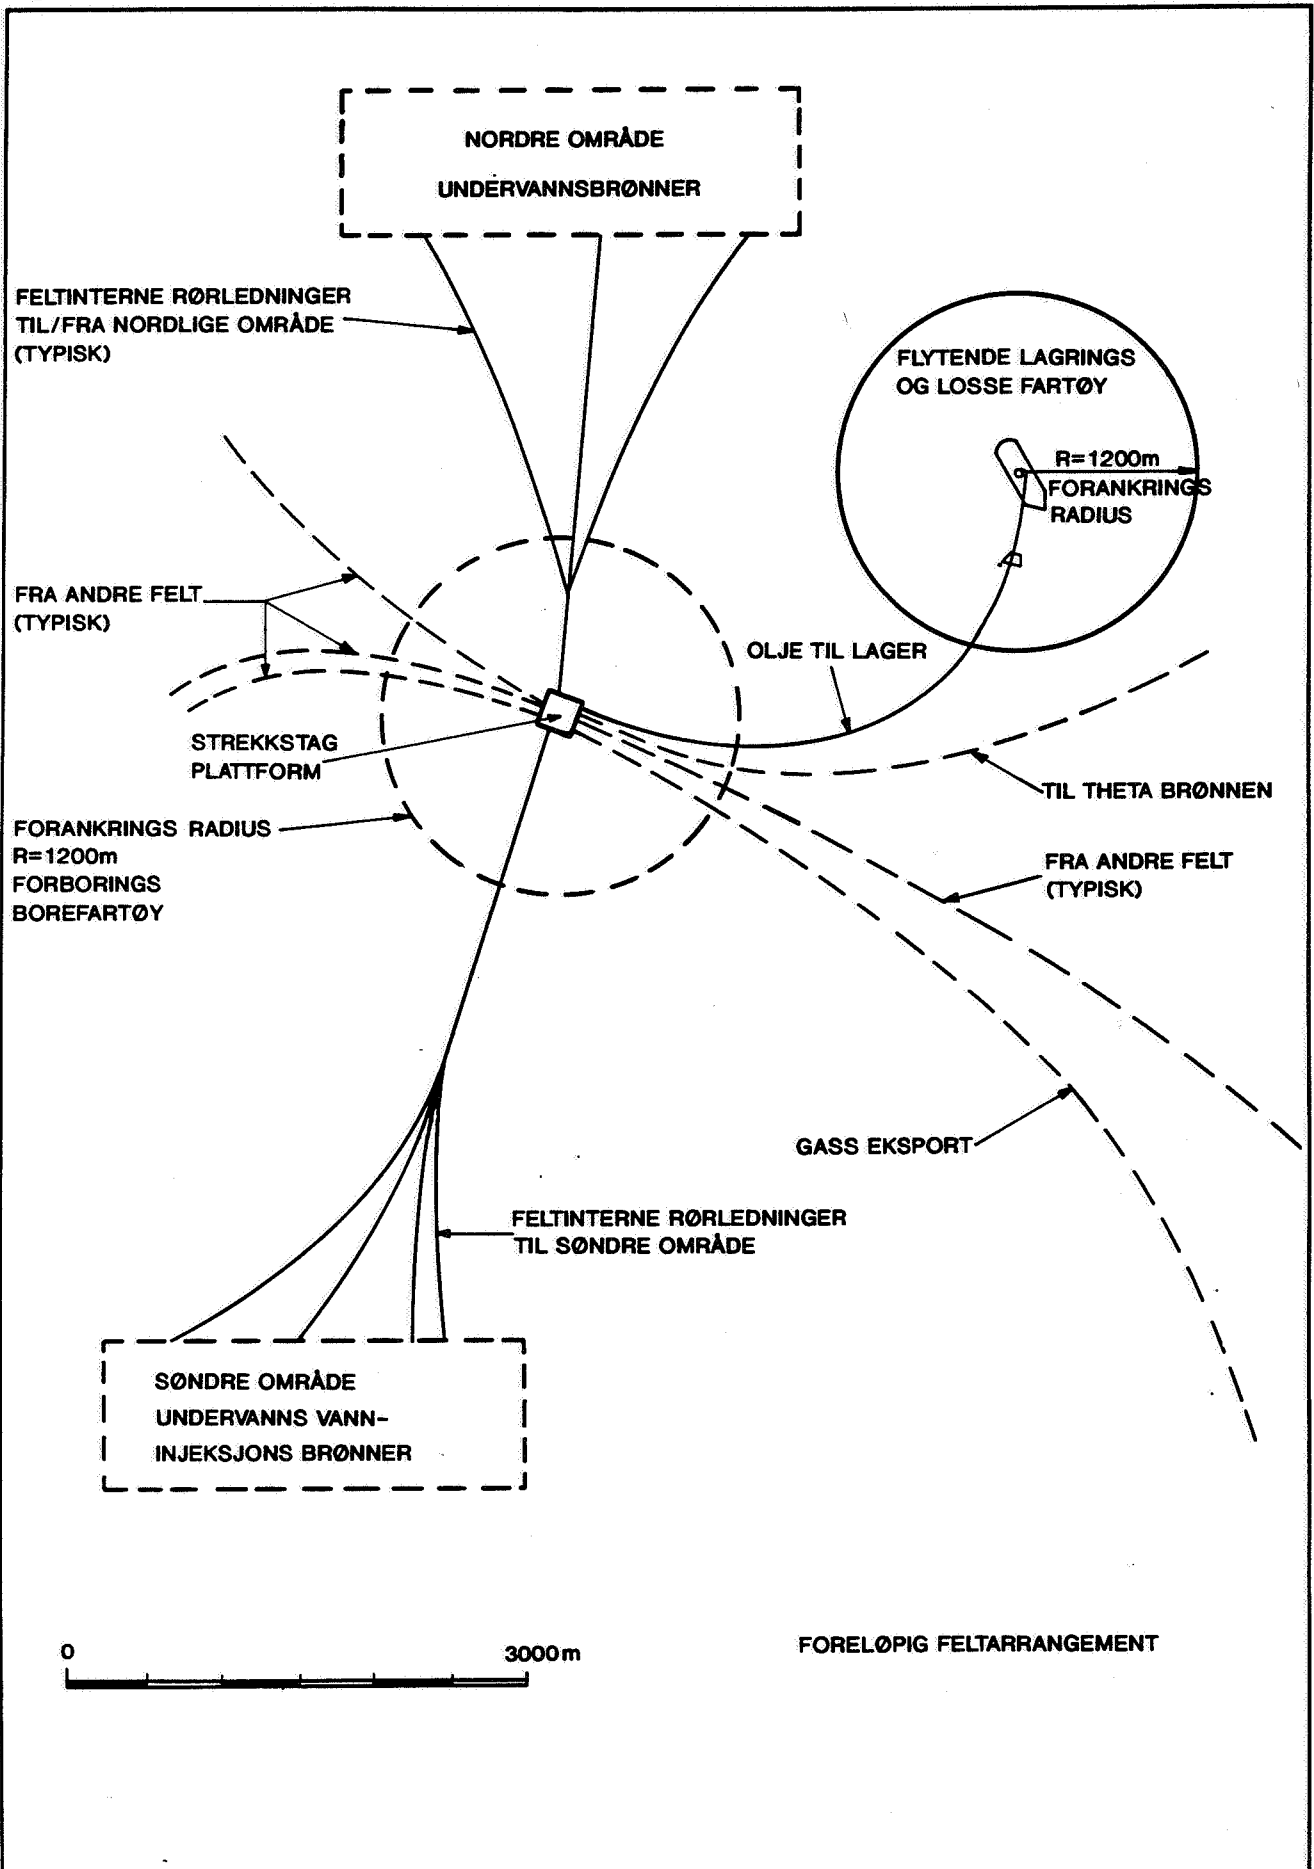 NORDRE OMRÅDE
UNDERVANNSBRØNNER
FELTINTERNE RØRLEDNINGER
TIL/FRA NORDLIGE OMRÅDE
(TYPISK)
FLYTENDE LAGRINGS
OG LOSSE FARTØY
R=1200m
FORANKRINGS
RADIUS
FRA ANDRE FELT
(TYPISK)
OLJE TIL LAGER
STREKKSTAG
PLATTFORM
TIL THETA BRØNNEN
FORANKRINGS RADIUS
R=1200m
FORBORINGS
BOREFARTØY
FRA ANDRE FELT
(TYPISK)
GASS EKSPORT
FELTINTERNE RØRLEDNINGER
TIL SØNDRE OMRÅDE
SØNDRE OMRÅDE
UNDERVANNS VANN-
INJEKSJONS BRØNNER
0
3000m
FORELØPIG FELTARRANGEMENT